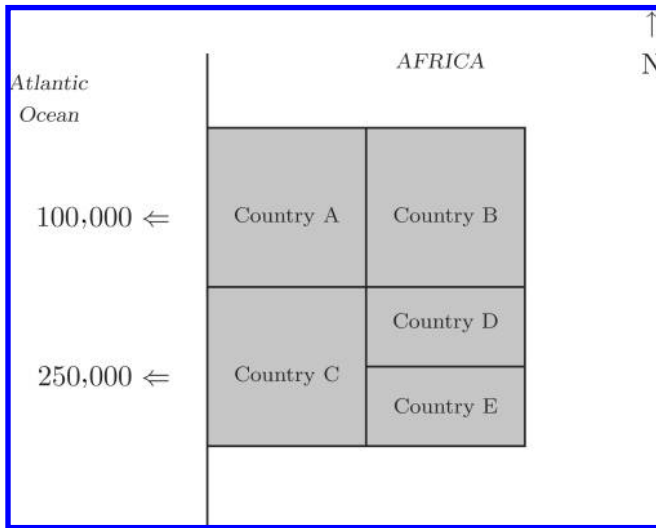 ↑
AFRICA
N
Atlantic
Ocean
100,000 ⇐
Country A
Country B
Country D
250,000 ⇐
Country C
Country E